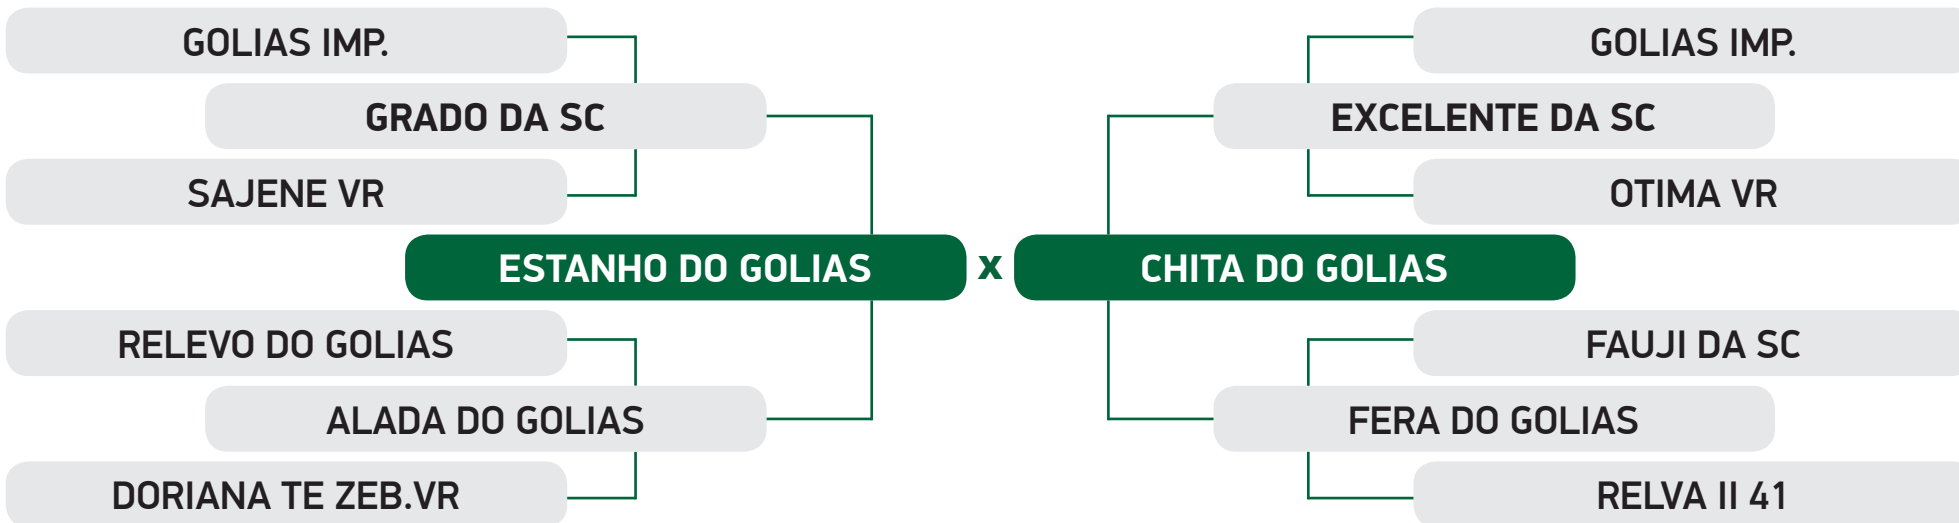 GOLIAS IMP.
GOLIAS IMP.
GRADO DA SC
EXCELENTE DA SC
SAJENE VR
OTIMA VR
ESTANHO DO GOLIAS x CHITA DO GOLIAS
RELEVO DO GOLIAS
FAUJI DA SC
ALADA DO GOLIAS
FERA DO GOLIAS
DORIANA TE ZEB.VR
RELVA II 41